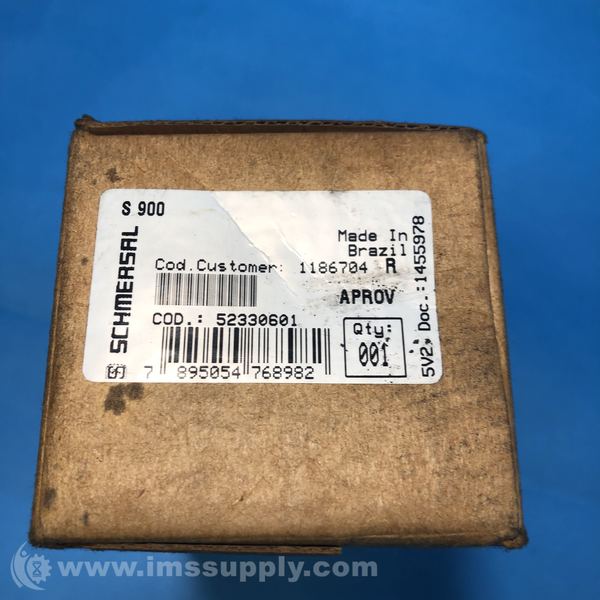 S 900
SCHMERSAL
Made In
Brazil
Cod.Customer: 1186704 R
APROV
COD.: 52330601
Qty:
001
7 895054 768982
5V2. Doc.:1455978
www.imssupply.com